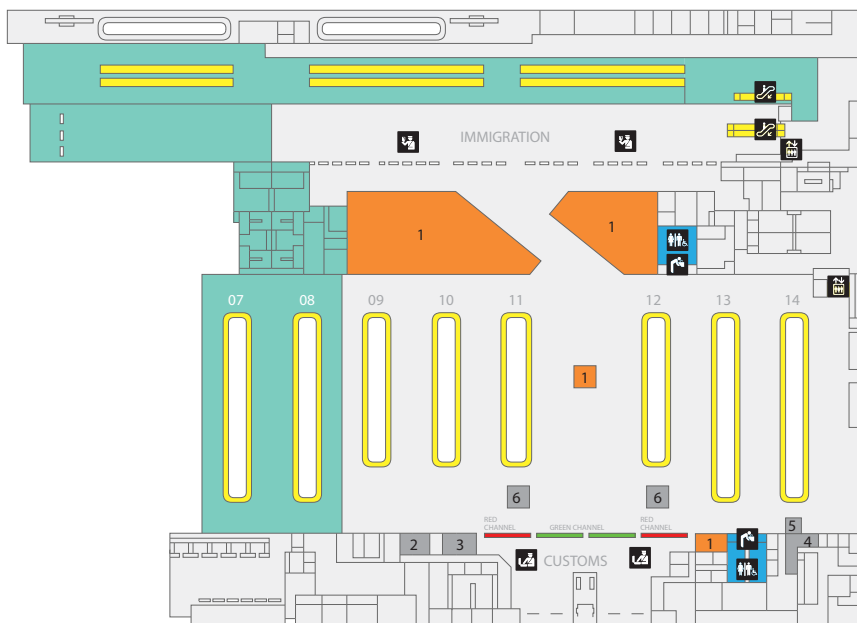 IMMIGRATION
1
1
07
08
09
10
11
12
13
14
1
6
6
RED
CHANNEL
GREEN CHANNEL
RED
CHANNEL
5
2
3
1
4
CUSTOMS